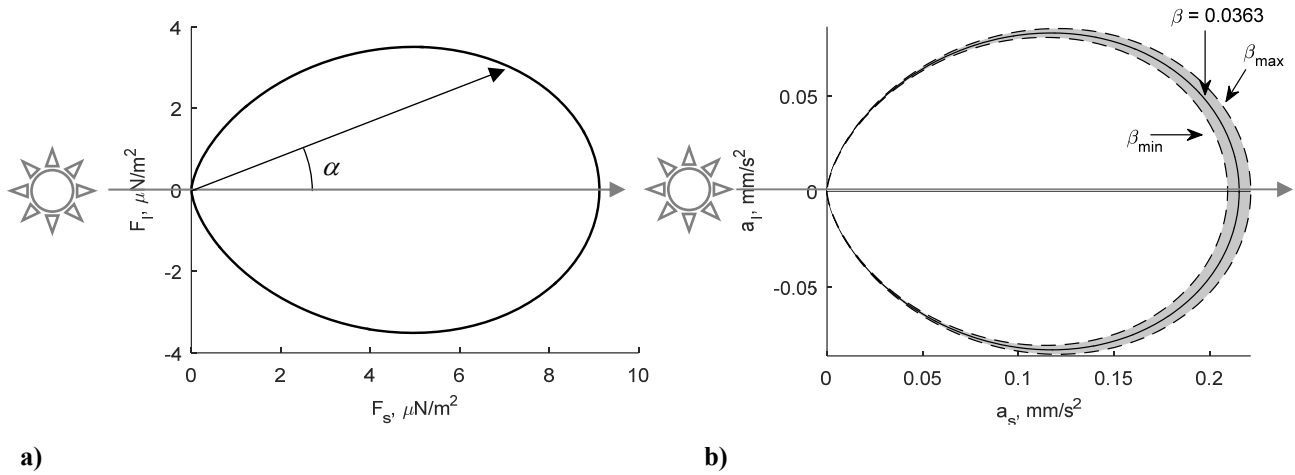 4
2
0
-2
-4
F_l, μN/m²
α
0
2
4
6
8
10
F_s, μN/m²
a)
β = 0.0363
β_max
β_min
0.05
0
-0.05
a_l, mm/s²
0
0.05
0.1
0.15
0.2
a_s, mm/s²
b)